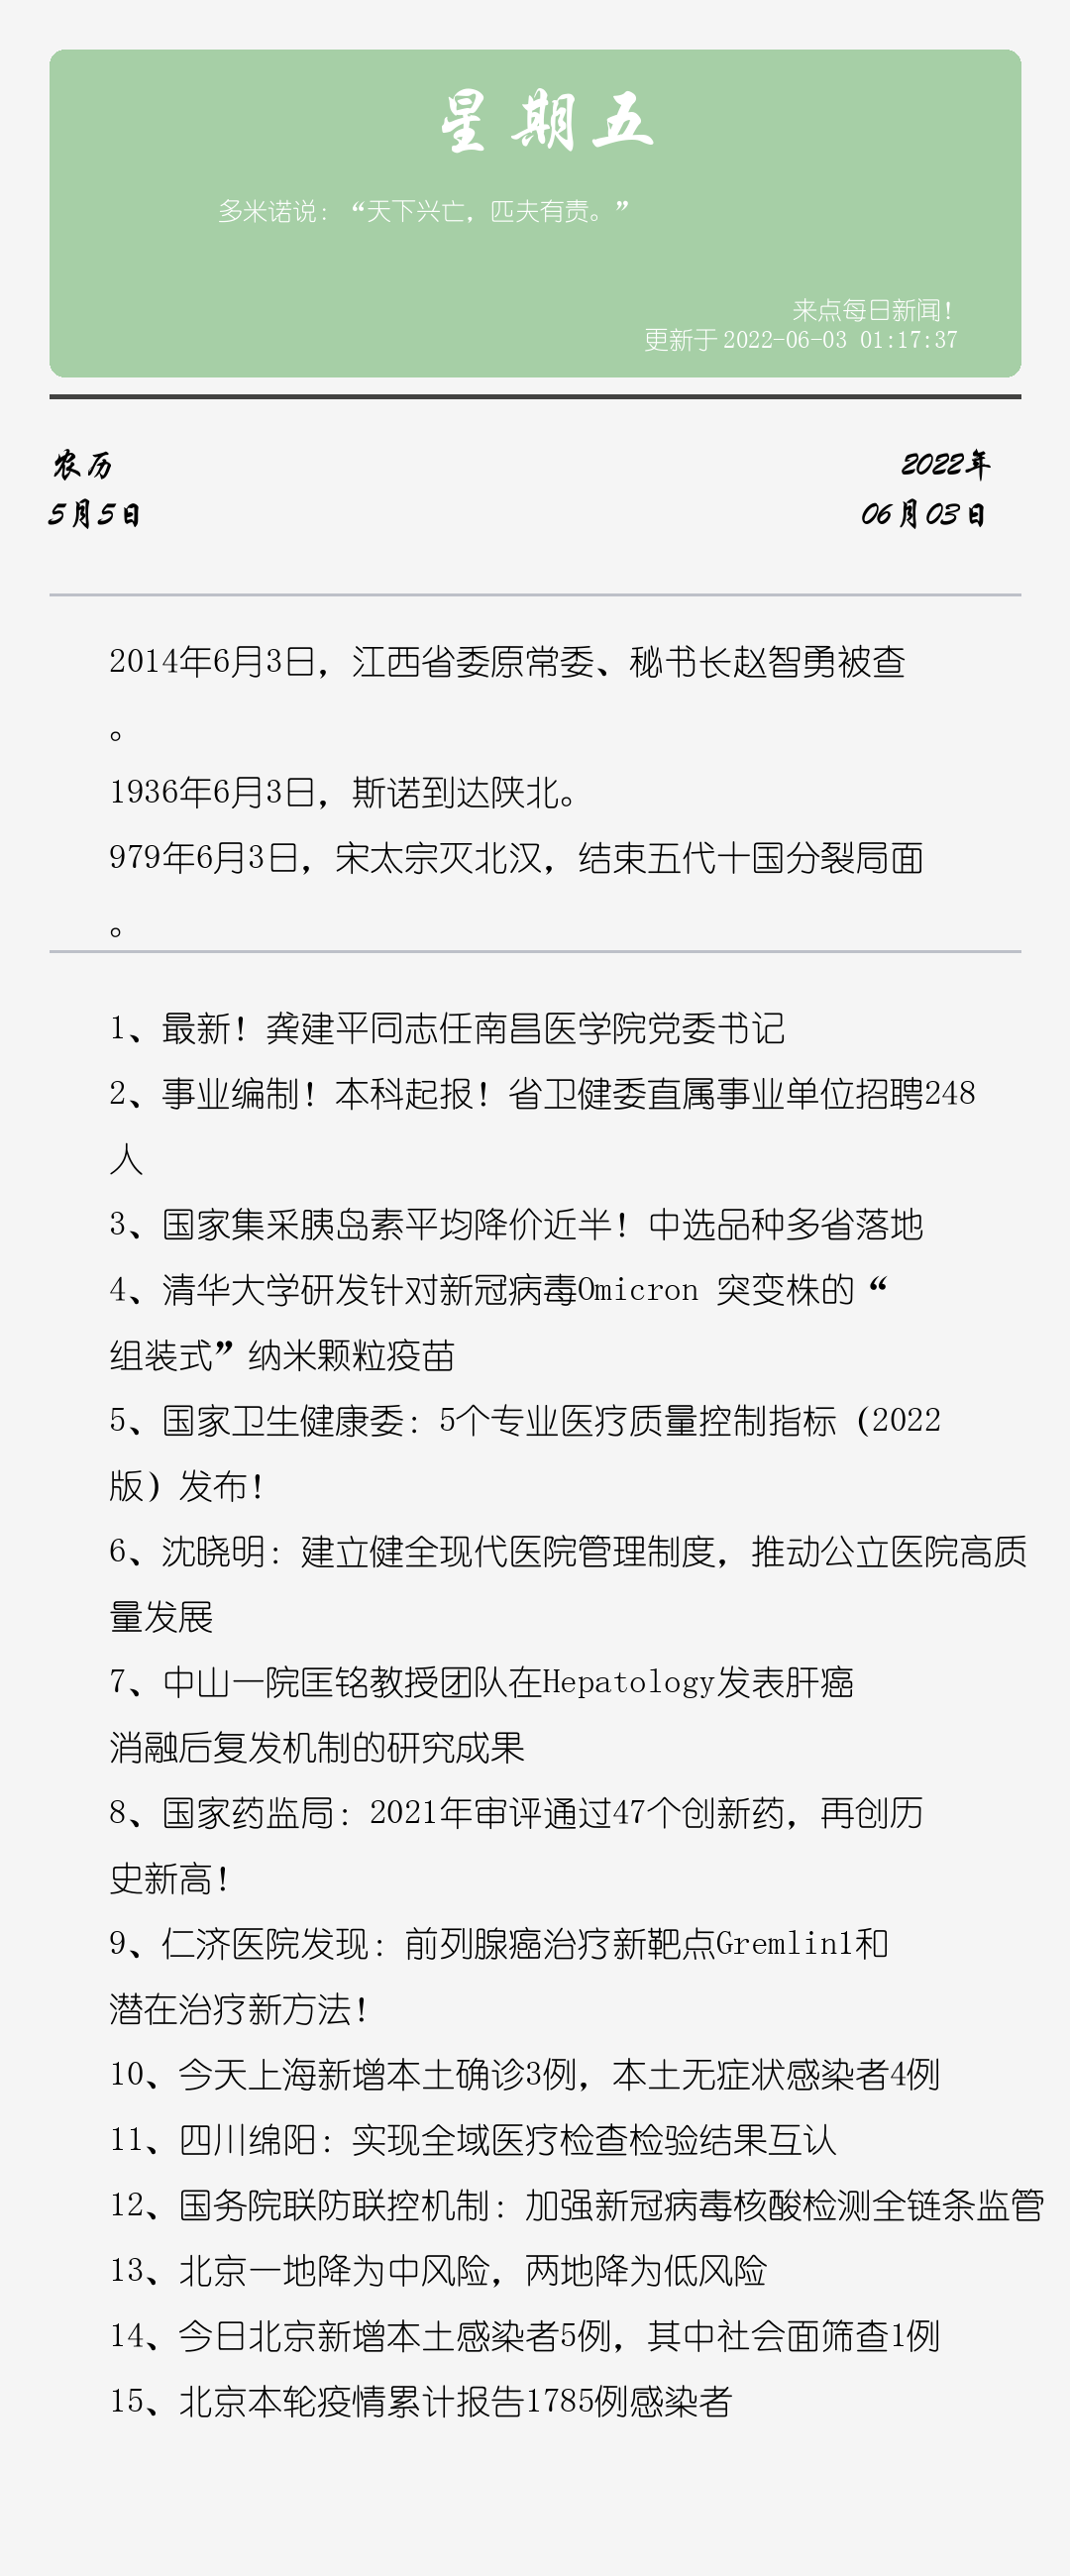 星期五
多米诺说：“天下兴亡，匹夫有责。”
来点每日新闻！
更新于 2022-06-03 01:17:37
农历
2022年
5月5日
06月03日
2014年6月3日，江西省委原常委、秘书长赵智勇被查
。
1936年6月3日，斯诺到达陕北。
979年6月3日，宋太宗灭北汉，结束五代十国分裂局面
。
1、最新！龚建平同志任南昌医学院党委书记
2、事业编制！本科起报！省卫健委直属事业单位招聘248
人
3、国家集采胰岛素平均降价近半！中选品种多省落地
4、清华大学研发针对新冠病毒Omicron 突变株的“
组装式”纳米颗粒疫苗
5、国家卫生健康委：5个专业医疗质量控制指标（2022
版）发布！
6、沈晓明：建立健全现代医院管理制度，推动公立医院高质
量发展
7、中山一院匡铭教授团队在Hepatology发表肝癌
消融后复发机制的研究成果
8、国家药监局：2021年审评通过47个创新药，再创历
史新高！
9、仁济医院发现：前列腺癌治疗新靶点Gremlin1和
潜在治疗新方法！
10、今天上海新增本土确诊3例，本土无症状感染者4例
11、四川绵阳：实现全域医疗检查检验结果互认
12、国务院联防联控机制：加强新冠病毒核酸检测全链条监管
13、北京一地降为中风险，两地降为低风险
14、今日北京新增本土感染者5例，其中社会面筛查1例
15、北京本轮疫情累计报告1785例感染者